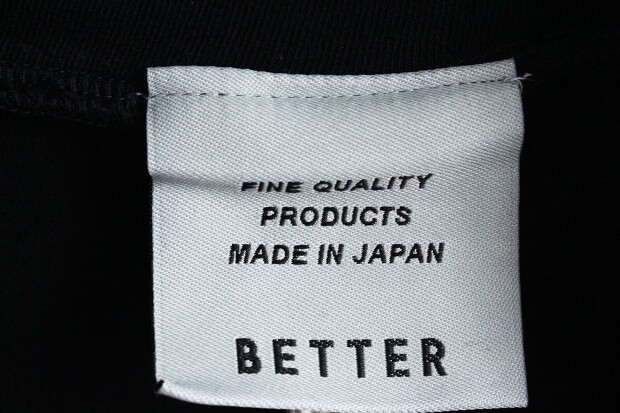 FINE QUALITY
PRODUCTS
MADE IN JAPAN
BETTER